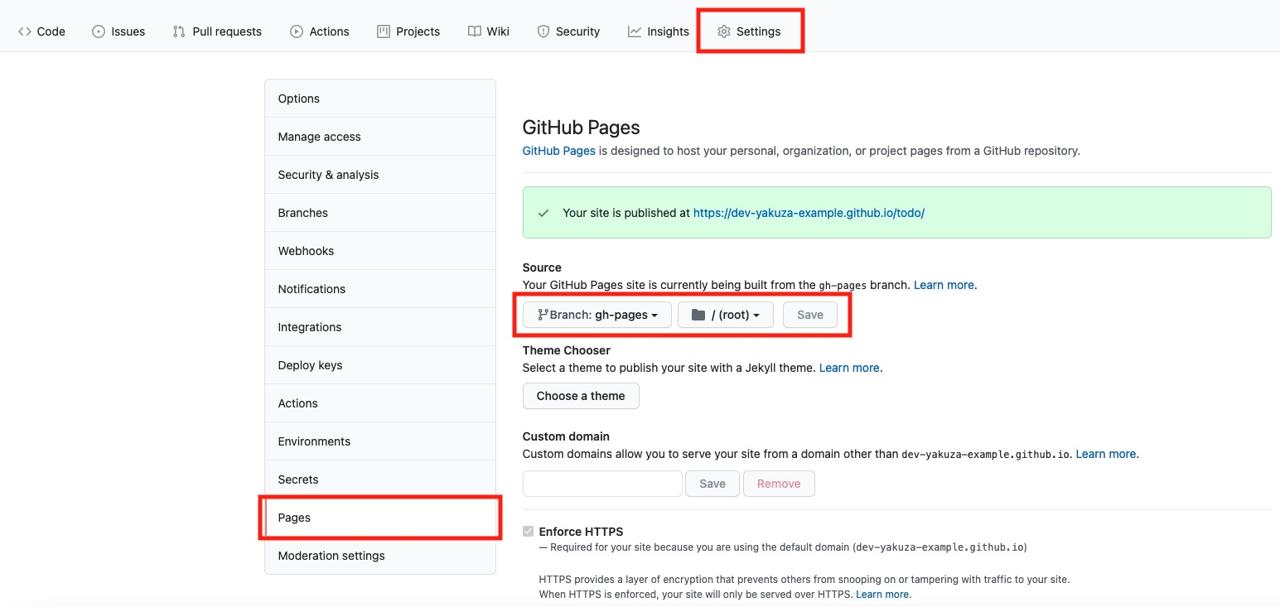 Code Issues Pull requests Actions Projects Wiki Security Insights Settings
Options
Manage access
Security & analysis
Branches
Webhooks
Notifications
Integrations
Deploy keys
Actions
Environments
Secrets
Pages
Moderation settings
GitHub Pages
GitHub Pages is designed to host your personal, organization, or project pages from a GitHub repository.
Your site is published at https://dev-yakuza-example.github.io/todo/
Source
Your GitHub Pages site is currently being built from the gh-pages branch. Learn more.
Branch: gh-pages / (root) Save
Theme Chooser
Select a theme to publish your site with a Jekyll theme. Learn more.
Choose a theme
Custom domain
Custom domains allow you to serve your site from a domain other than dev-yakuza-example.github.io. Learn more.
Save Remove
Enforce HTTPS
— Required for your site because you are using the default domain (dev-yakuza-example.github.io)
HTTPS provides a layer of encryption that prevents others from snooping on or tampering with traffic to your site.
When HTTPS is enforced, your site will only be served over HTTPS. Learn more.